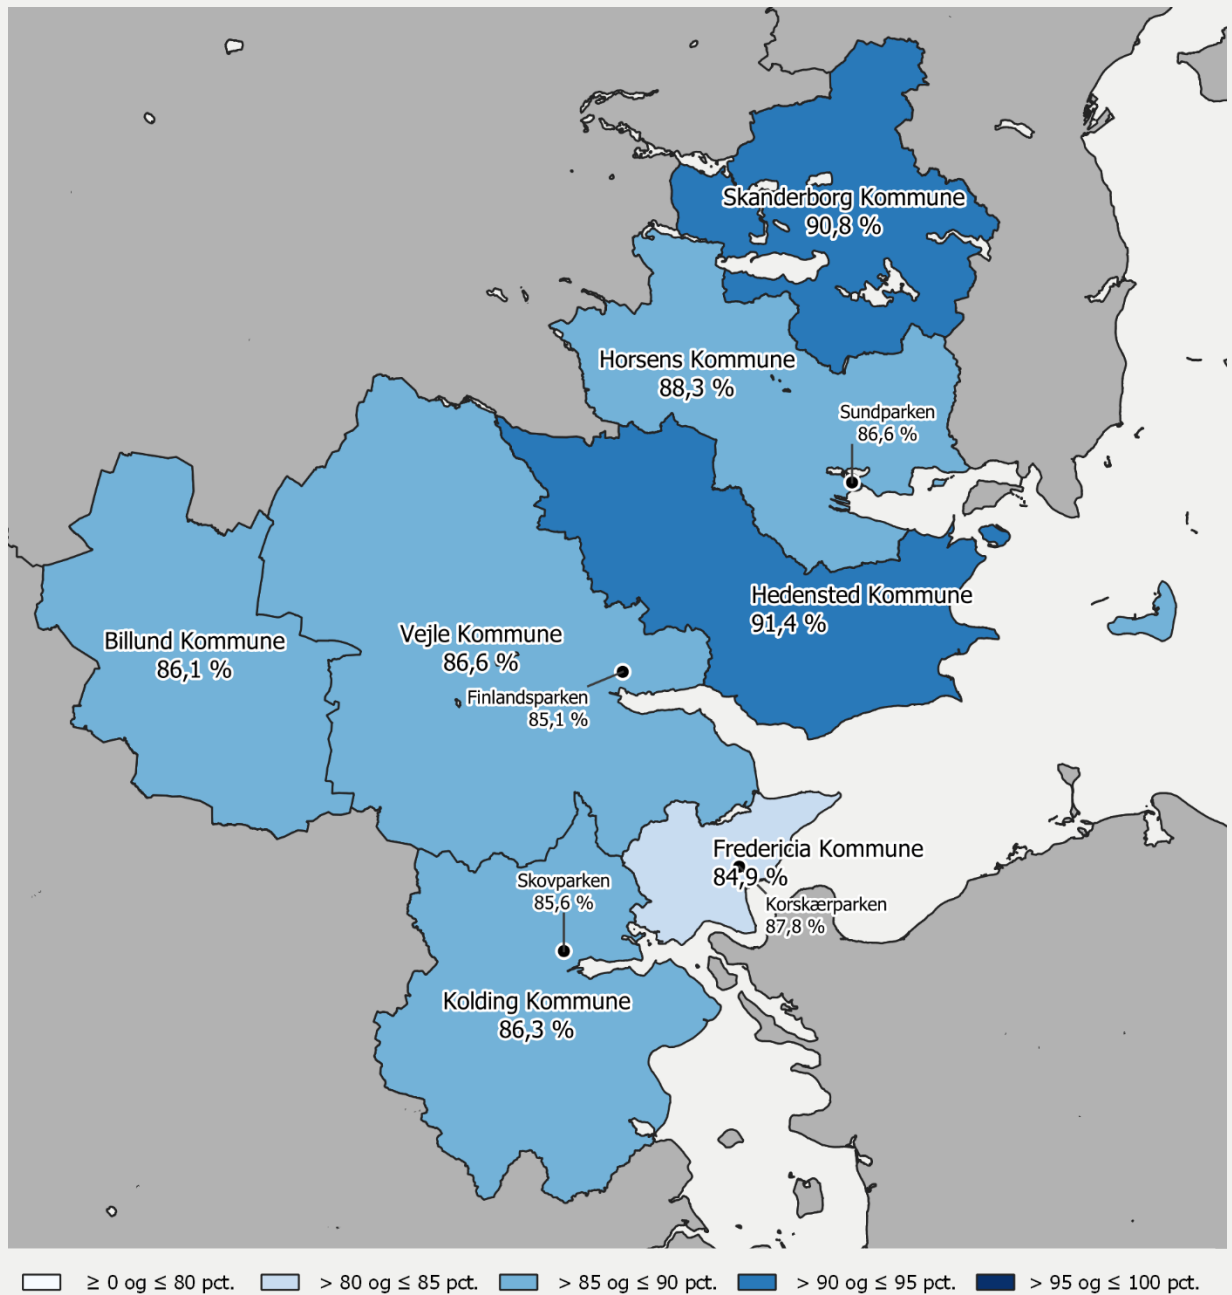 Skanderborg Kommune
90,8 %
Horsens Kommune
88,3 %
Sundparken
86,6 %
Hedensted Kommune
91,4 %
Billund Kommune
86,1 %
Vejle Kommune
86,6 %
Finlandsparken
85,1 %
Fredericia Kommune
84,9 %
Skovparken
85,6 %
Korskærparken
87,8 %
Kolding Kommune
86,3 %
≥ 0 og ≤ 80 pct.
> 80 og ≤ 85 pct.
> 85 og ≤ 90 pct.
> 90 og ≤ 95 pct.
> 95 og ≤ 100 pct.